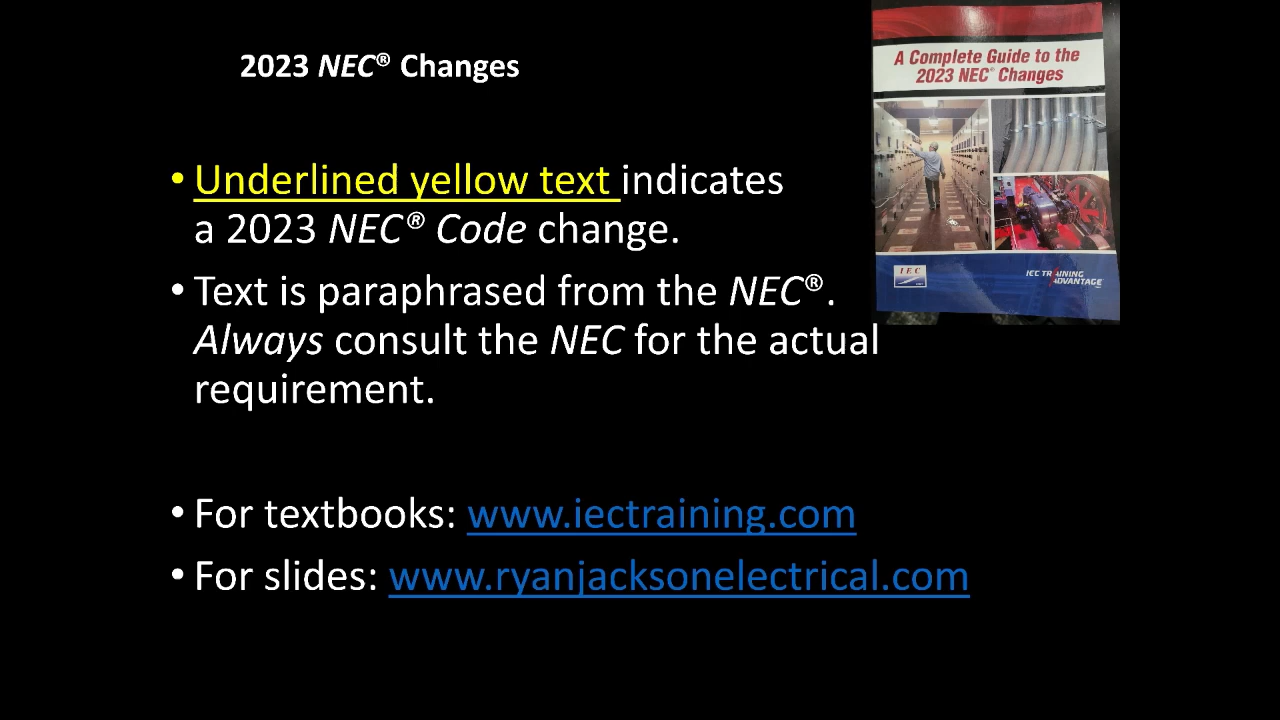 2023 NEC® Changes
A Complete Guide to the
2023 NEC® Changes
Underlined yellow text indicates
a 2023 NEC® Code change.
Text is paraphrased from the NEC®.
Always consult the NEC for the actual
requirement.
IEC
IEC TRAINING
ADVANTAGE
For textbooks: www.iectraining.com
For slides: www.ryanjacksonelectrical.com